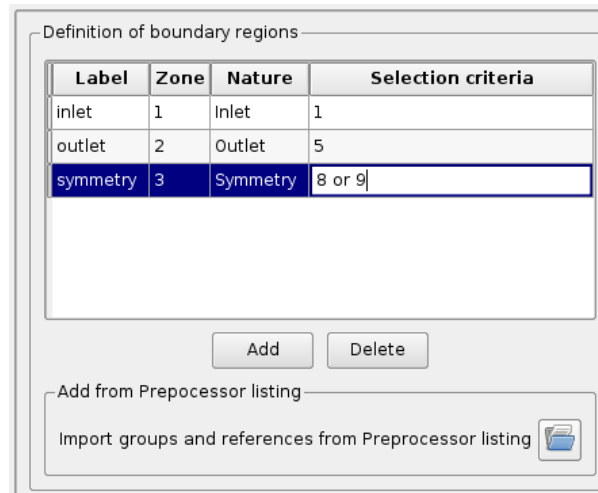 Definition of boundary regions
Label Zone Nature Selection criteria
inlet 1 Inlet 1
outlet 2 Outlet 5
symmetry 3 Symmetry 8 or 9
Add Delete
Add from Prepocessor listing
Import groups and references from Preprocessor listing